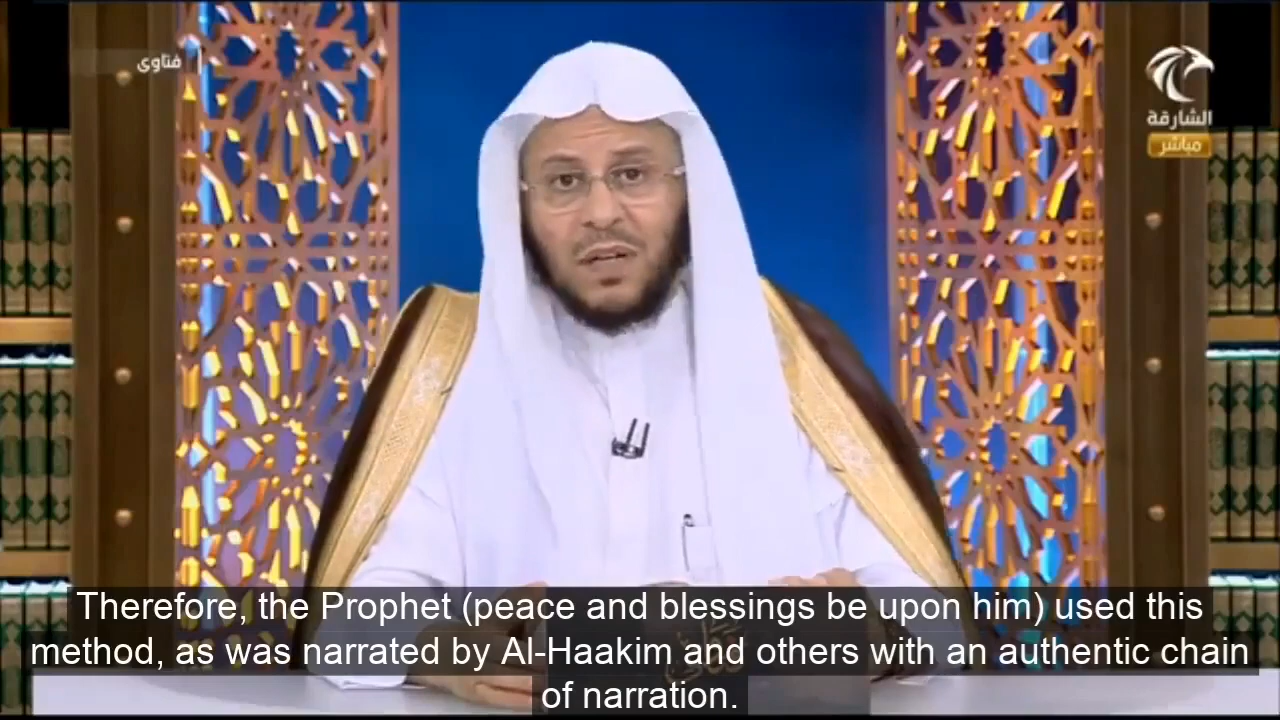 فتاوى
الشارقة
مباشر
Therefore, the Prophet (peace and blessings be upon him) used this
method, as was narrated by Al-Haakim and others with an authentic chain
of narration.